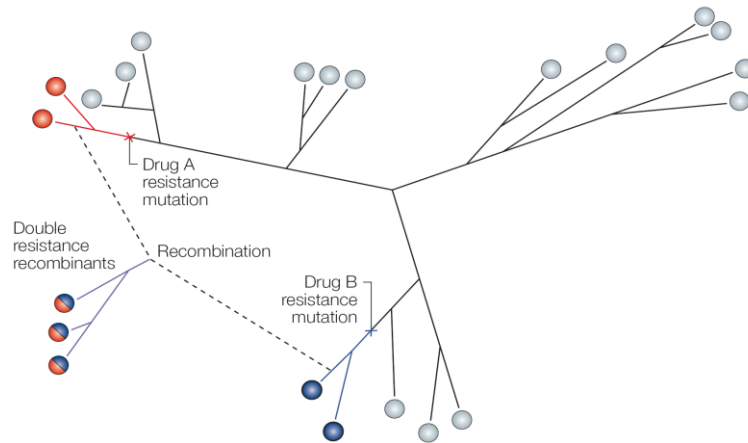 Drug A
resistance
mutation
Double
resistance
recombinants
Recombination
Drug B
resistance
mutation